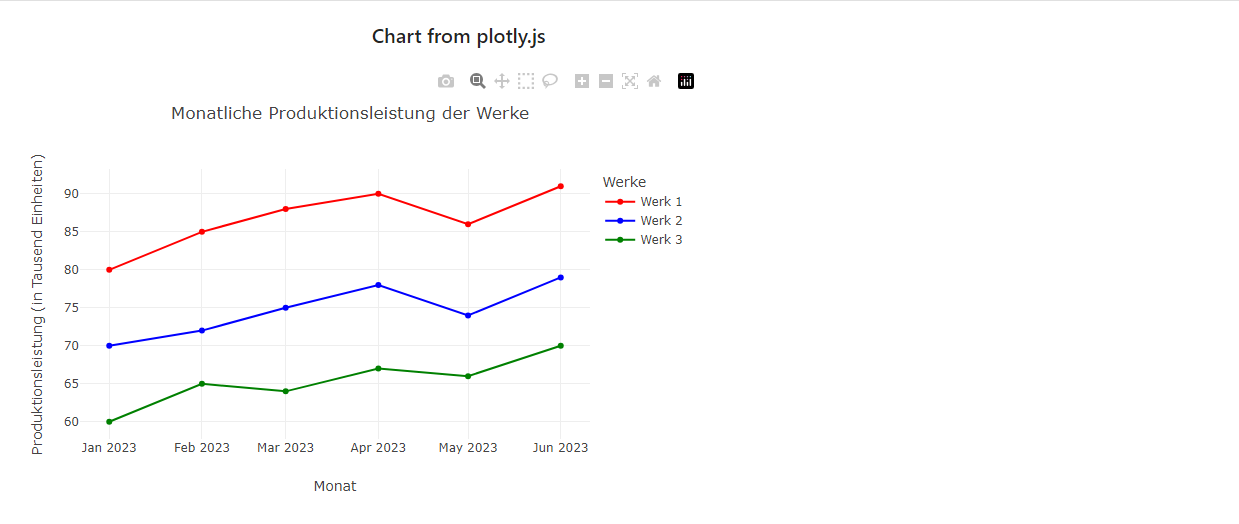 Chart from plotly.js
Monatliche Produktionsleistung der Werke
Produktionsleistung (in Tausend Einheiten)
90
85
80
75
70
65
60
Jan 2023 Feb 2023 Mar 2023 Apr 2023 May 2023 Jun 2023
Monat
Werke
Werk 1
Werk 2
Werk 3